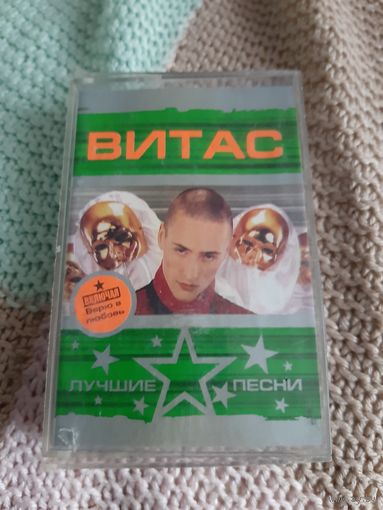 ВИТАС
ВКЛЮЧАЯ
Верю в
любовь
ЛУЧШИЕ ПЕСНИ